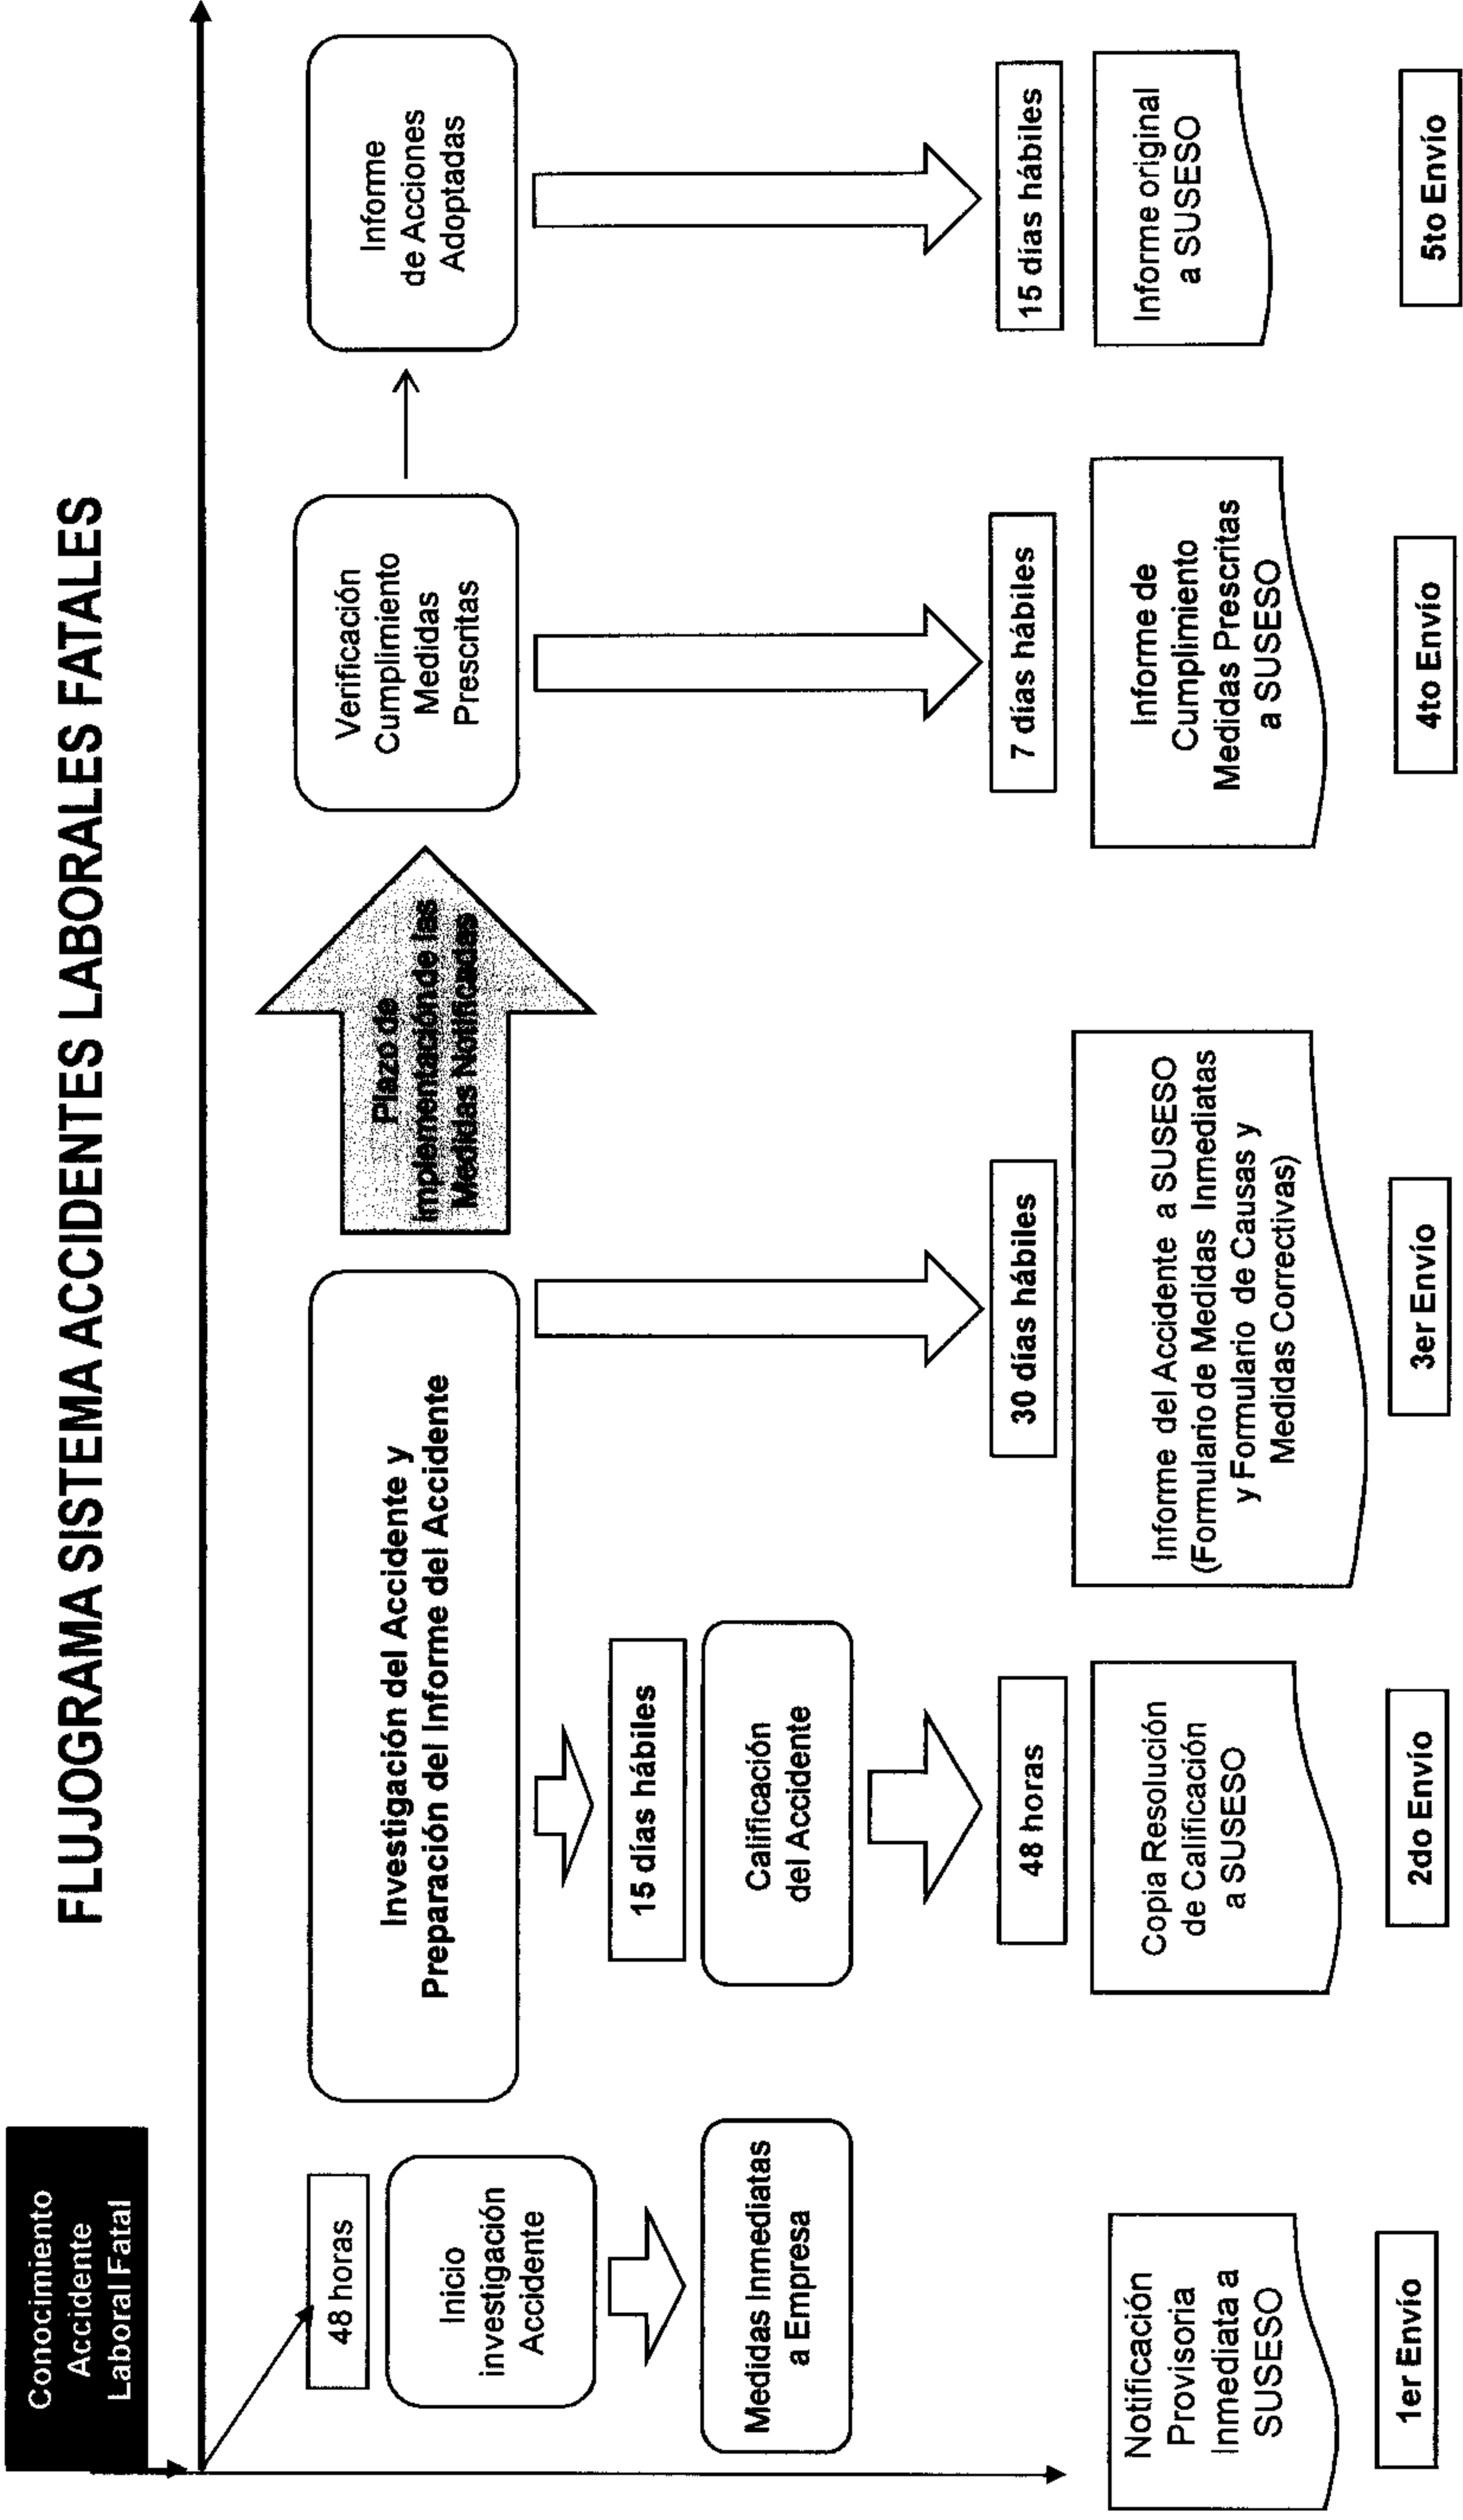 FLUJOGRAMA SISTEMA ACCIDENTES LABORALES FATALES
Conocimiento
Accidente
Laboral Fatal
48 horas
Inicio
investigación
Accidente
Medidas Inmediatas
a Empresa
Notificación
Provisoria
Inmediata a
SUSESO
1er Envío
Investigación del Accidente y
Preparación del Informe del Accidente
15 días hábiles
Calificación
del Accidente
48 horas
Copia Resolución
de Calificación
a SUSESO
2do Envío
30 días hábiles
Informe del Accidente a SUSESO
(Formulario de Medidas Inmediatas
y Formulario de Causas y
Medidas Correctivas)
3er Envío
Plazo de
Implementación de las
Medidas Notificadas
Verificación
Cumplimiento
Medidas
Prescritas
7 días hábiles
Informe de
Cumplimiento
Medidas Prescritas
a SUSESO
4to Envío
Informe
de Acciones
Adoptadas
15 días hábiles
Informe original
a SUSESO
5to Envío